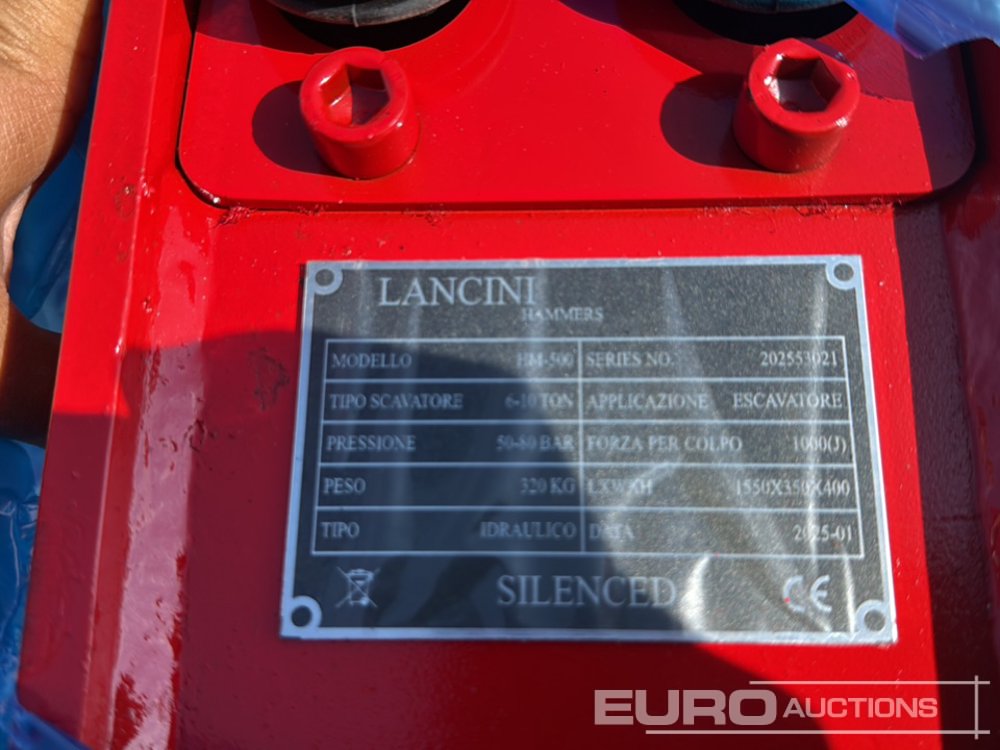 LANCINI
HAMMERS
MODELLO HM-500 SERIES NO. 202553021
TIPO SCAVATORE 6-10 TON APPLICAZIONE ESCAVATORE
PRESSIONE 50-80 BAR FORZA PER COLPO 1000(J)
PESO 320 KG LXWXH 1550X350X400
TIPO IDRAULICO DATA 2025-01
SILENCED CE
EURO AUCTIONS